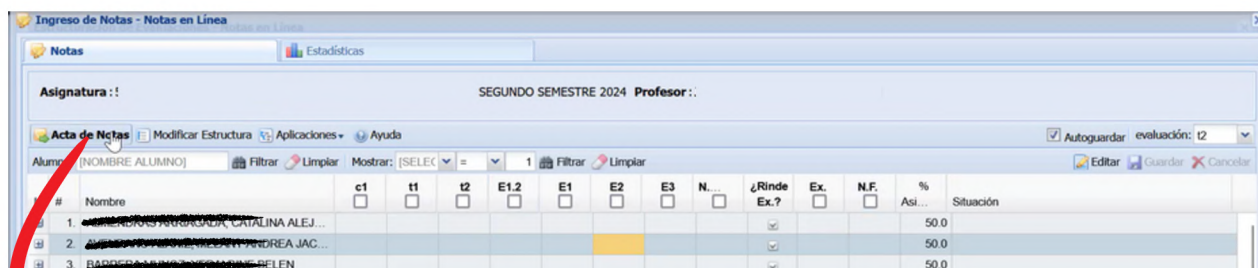 Ingreso de Notas - Notas en Línea
Notas Estadísticas
Asignatura : SEGUNDO SEMESTRE 2024 Profesor :
Acta de Notas Modificar Estructura Aplicaciones Ayuda Autoguardar evaluación: t2
[NOMBRE ALUMNO] Filtrar Limpiar Mostrar: [SELEC = 1 Filtrar Limpiar Editar Guardar Cancelar
# Nombre c1 t1 t2 E1.2 E1 E2 E3 N.... ¿Rinde Ex.? Ex. N.F. % Asi... Situación
1. CATALINA ALEJ... 50.0
2. ANDREA JAC... 50.0
3. BELEN 50.0